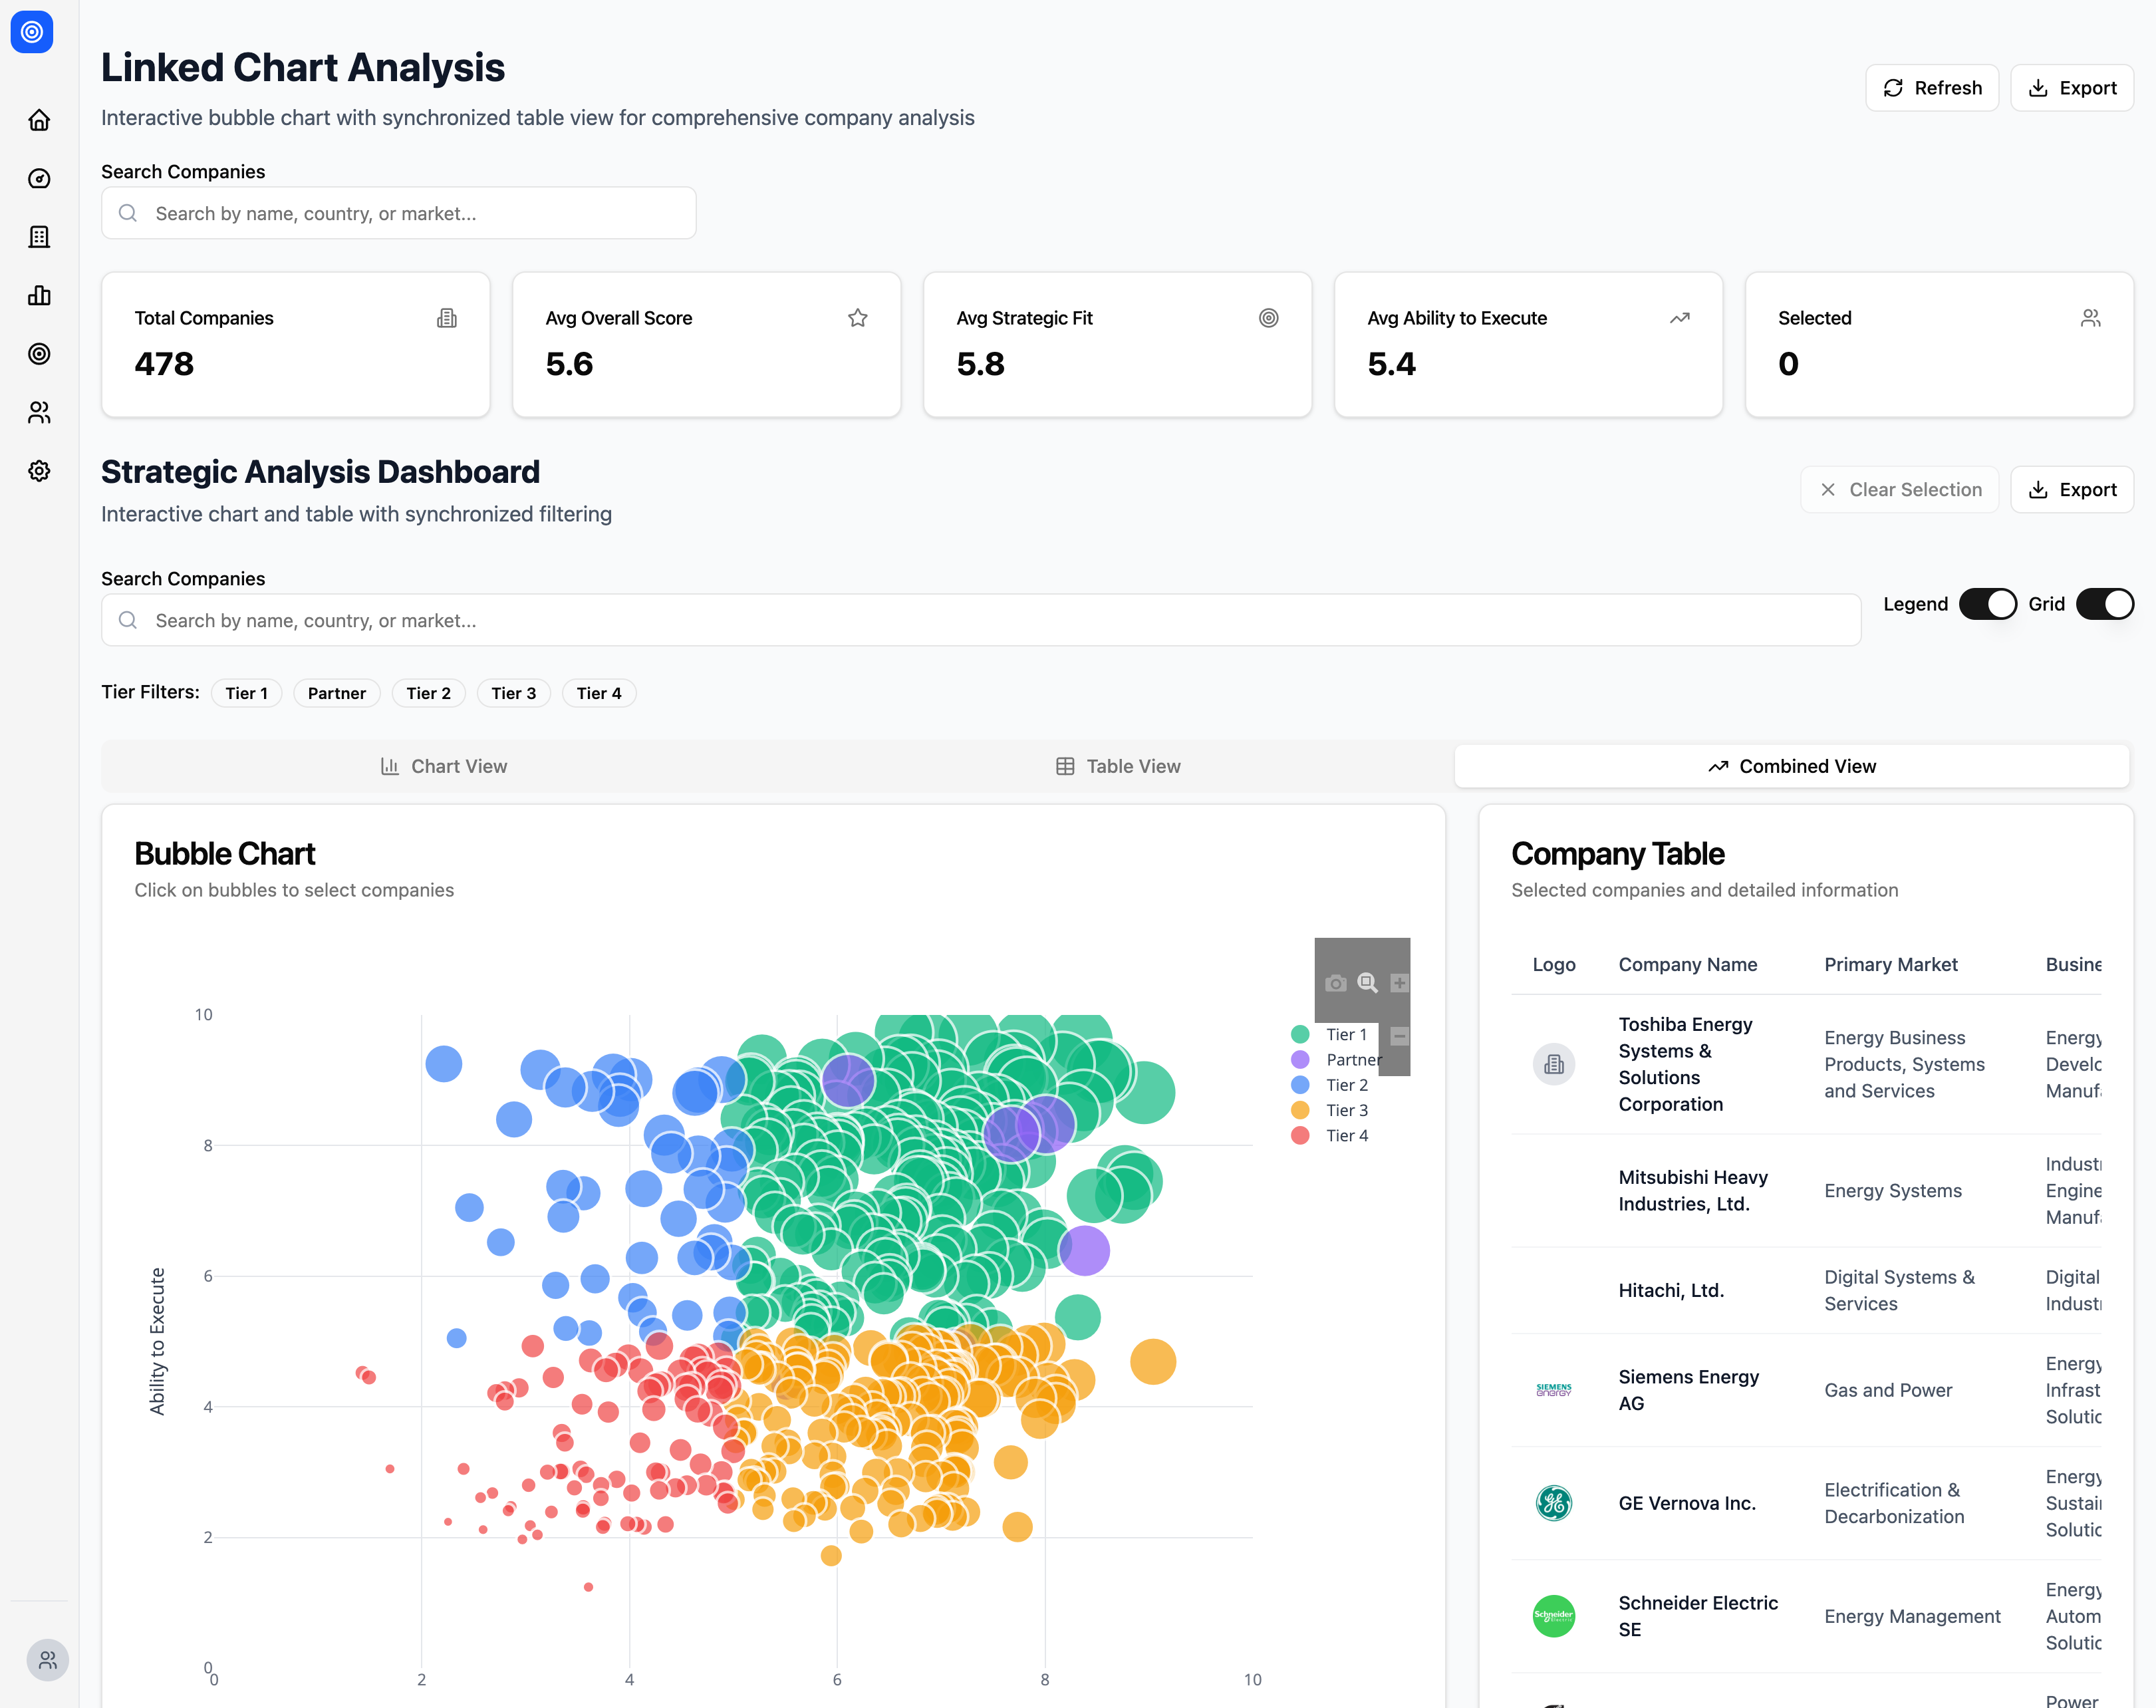 Linked Chart Analysis
Interactive bubble chart with synchronized table view for comprehensive company analysis
Refresh
Export
Search Companies
Search by name, country, or market...
Total Companies
478
Avg Overall Score
5.6
Avg Strategic Fit
5.8
Avg Ability to Execute
5.4
Selected
0
Strategic Analysis Dashboard
Interactive chart and table with synchronized filtering
Clear Selection
Export
Search Companies
Search by name, country, or market...
Legend
Grid
Tier Filters:
Tier 1
Partner
Tier 2
Tier 3
Tier 4
Chart View
Table View
Combined View
Bubble Chart
Click on bubbles to select companies
Ability to Execute
10
8
6
4
2
0
0
2
4
6
8
10
Tier 1
Partner
Tier 2
Tier 3
Tier 4
Company Table
Selected companies and detailed information
Logo
Company Name
Primary Market
Busine
Toshiba Energy
Systems &
Solutions
Corporation
Energy Business
Products, Systems
and Services
Energy
Develo
Manufa
Mitsubishi Heavy
Industries, Ltd.
Energy Systems
Industri
Engine
Manufa
Hitachi, Ltd.
Digital Systems &
Services
Digital
Industri
SIEMENS
energy
Siemens Energy
AG
Gas and Power
Energy
Infrast
Solutio
GE
GE Vernova Inc.
Electrification &
Decarbonization
Energy
Sustai
Solutio
Schneider
Electric
Schneider Electric
SE
Energy Management
Energy
Autom
Solutio
Power